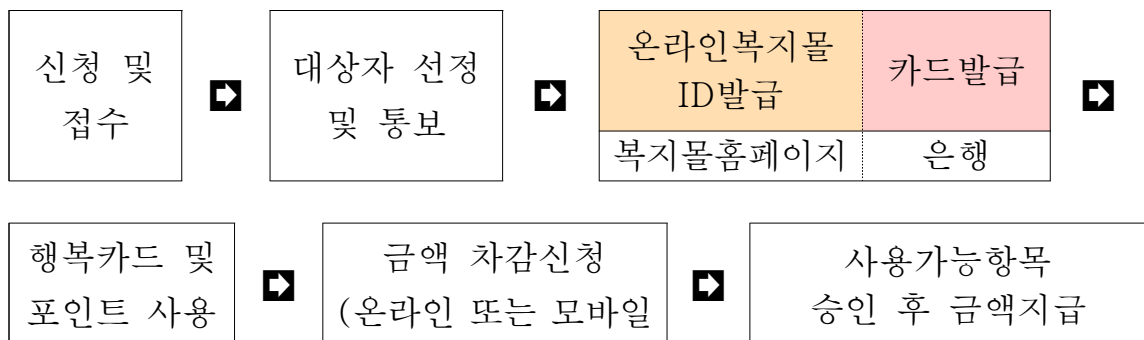 신청 및
접수
대상자 선정
및 통보
온라인복지몰
ID발급
카드발급
복지몰홈페이지
은행
행복카드 및
포인트 사용
금액 차감신청
(온라인 또는 모바일
사용가능항목
승인 후 금액지급